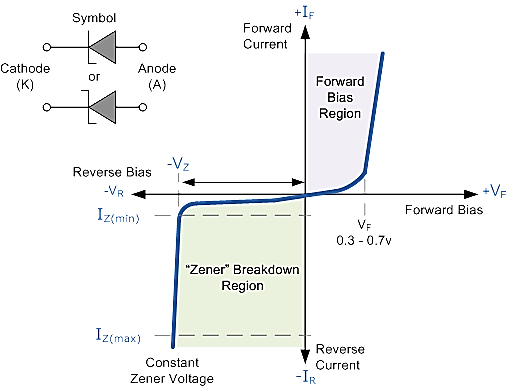 Symbol
Cathode
(K)
or
Anode
(A)
+IF
Forward
Current
Forward
Bias
Region
-VZ
Reverse Bias
-VR
+VF
Forward Bias
IZ(min)
VF
0.3 - 0.7v
"Zener" Breakdown
Region
IZ(max)
Constant
Zener Voltage
Reverse
Current
-IR